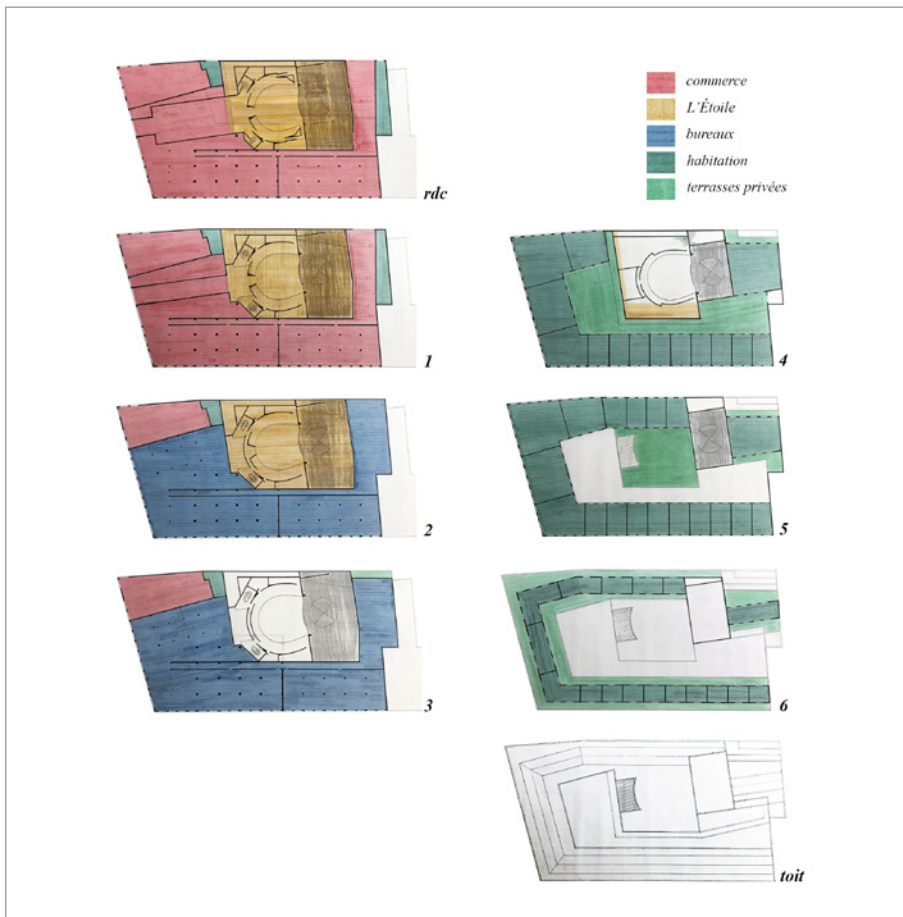 commerce
L'Étoile
bureaux
habitation
terrasses privées
rdc
1
4
2
5
3
6
toit